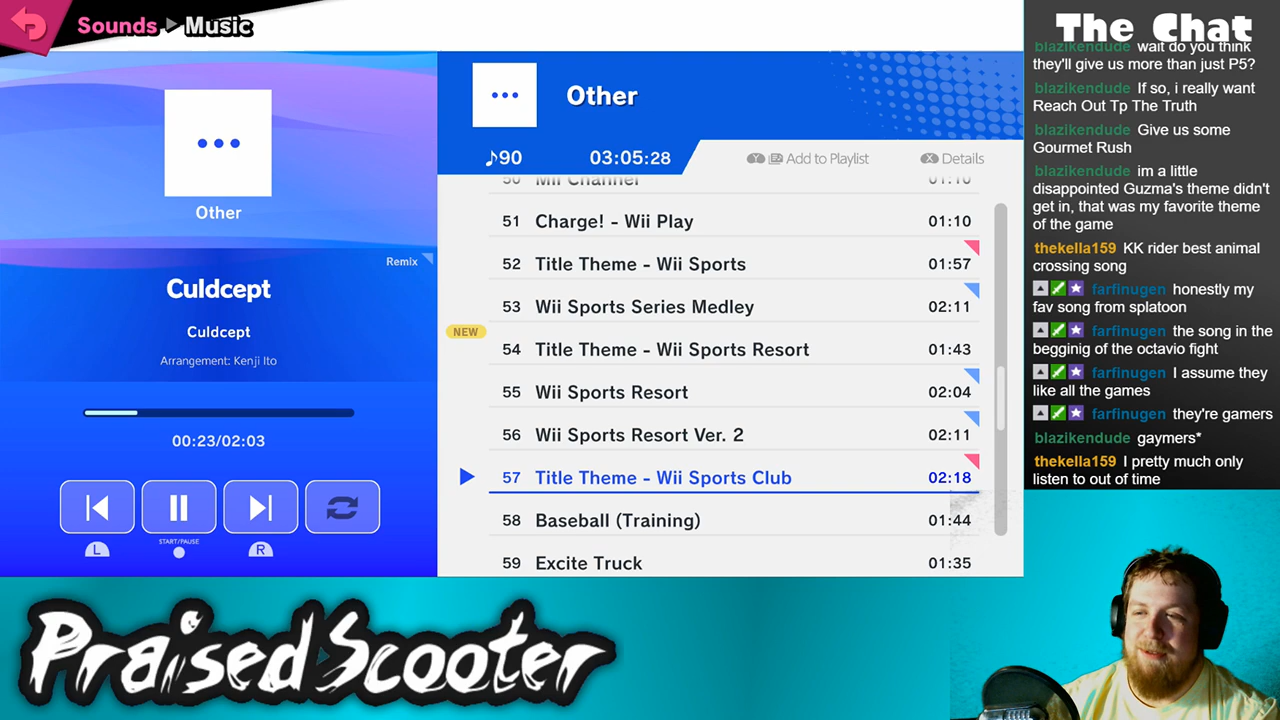 Sounds ▶ Music
Other
Remix
Culdcept
Culdcept
Arrangement: Kenji Ito
00:23/02:03
L
START/PAUSE
R
Other
♪90 03:05:28
Y Add to Playlist
X Details
50 Mii Channel 01:10
51 Charge! - Wii Play 01:10
52 Title Theme - Wii Sports 01:57
53 Wii Sports Series Medley 02:11
NEW
54 Title Theme - Wii Sports Resort 01:43
55 Wii Sports Resort 02:04
56 Wii Sports Resort Ver. 2 02:11
57 Title Theme - Wii Sports Club 02:18
58 Baseball (Training) 01:44
59 Excite Truck 01:35
The Chat
blazikendude wait do you think
they'll give us more than just P5?
blazikendude If so, i really want
Reach Out Tp The Truth
blazikendude Give us some
Gourmet Rush
blazikendude im a little
disappointed Guzma's theme didn't
get in, that was my favorite theme
of the game
thekella159 KK rider best animal
crossing song
farfinugen honestly my
fav song from splatoon
farfinugen the song in the
begginig of the octavio fight
farfinugen I assume they
like all the games
farfinugen they're gamers
blazikendude gaymers*
thekella159 I pretty much only
listen to out of time
PraisedScooter